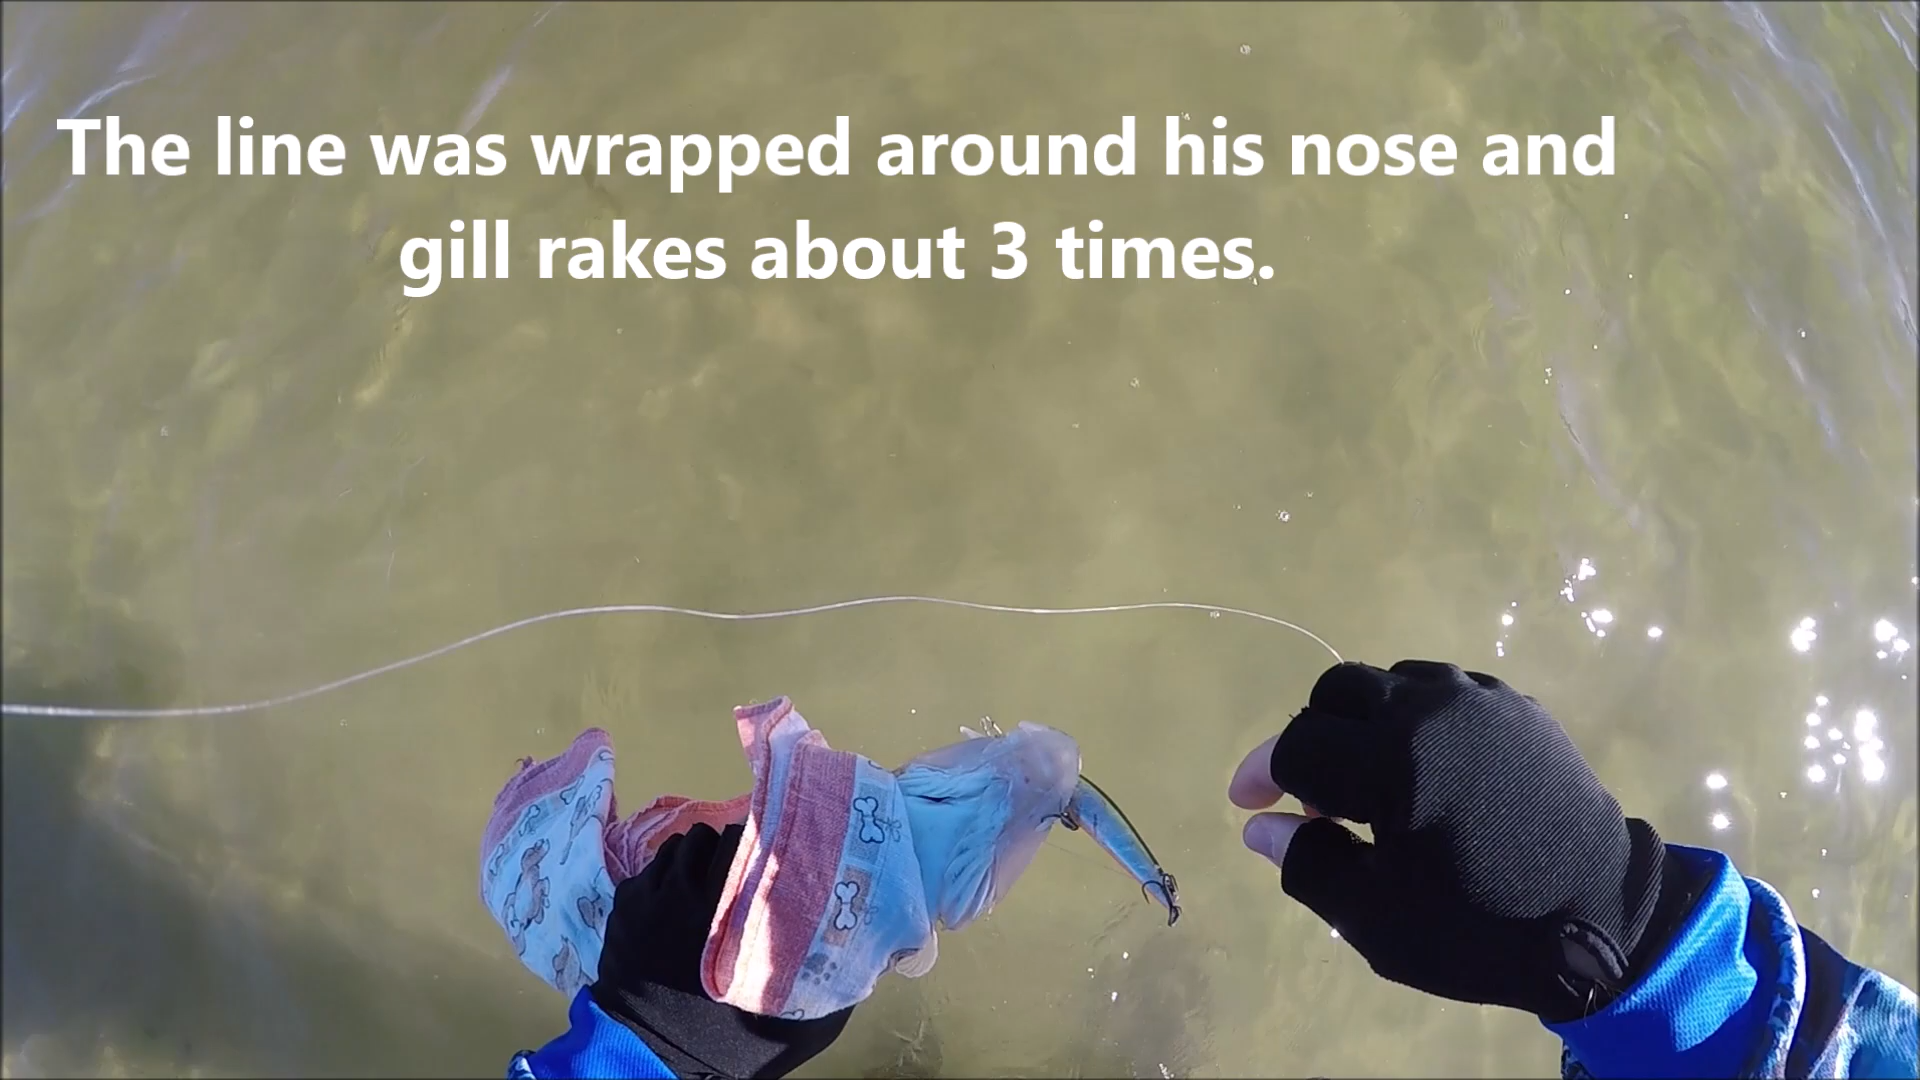 The line was wrapped around his nose and
gill rakes about 3 times.